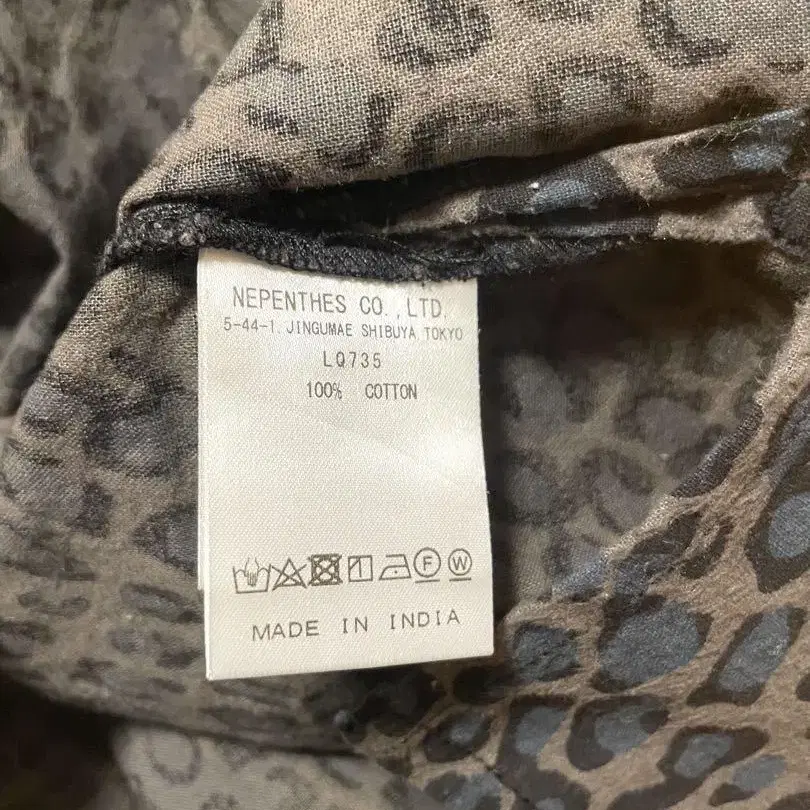 NEPENTHES CO.,LTD.
5-44-1, JINGUMAE SHIBUYA TOKYO
LQ735
100% COTTON
F W
MADE IN INDIA